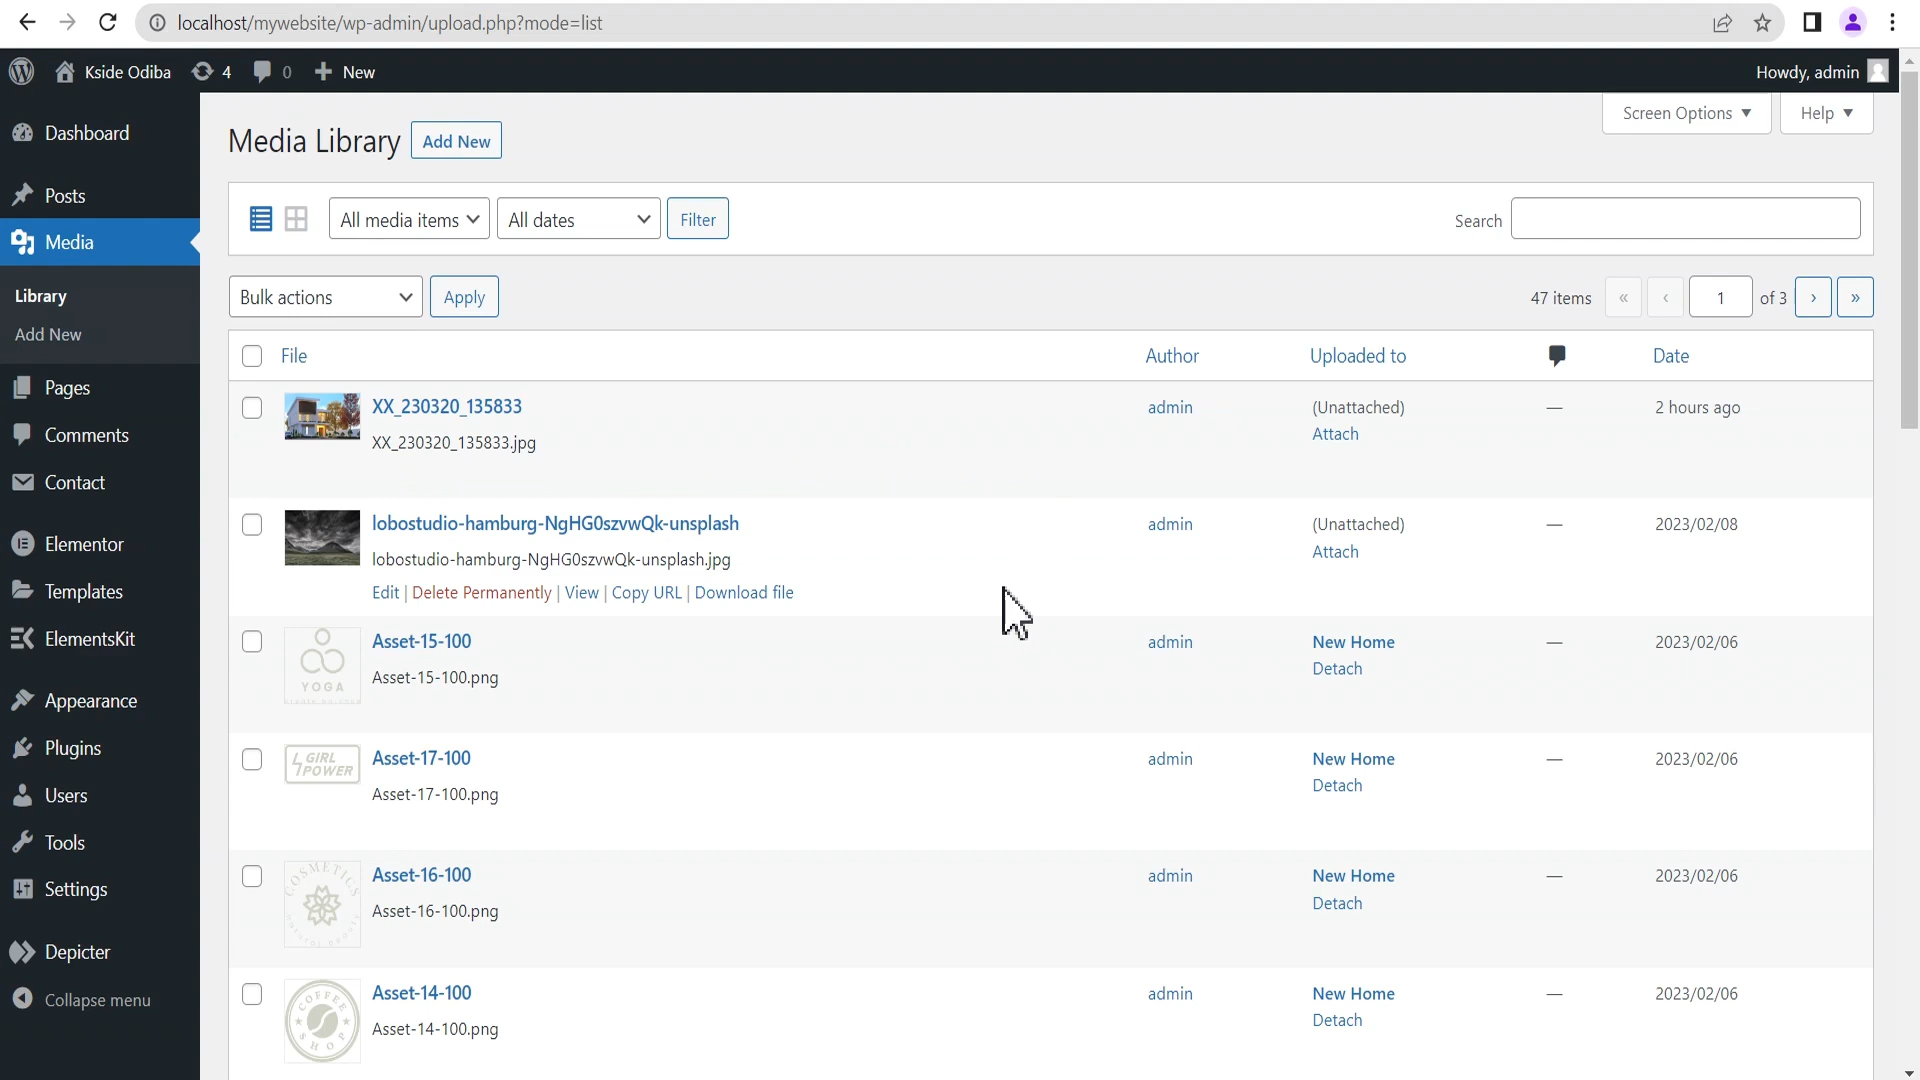 localhost/mywebsite/wp-admin/upload.php?mode=list
Kside Odiba 4 0 New Howdy, admin
Screen Options Help
Media Library Add New
All media items All dates Filter Search
Bulk actions Apply 47 items « ‹ 1 of 3 › »
Dashboard
Posts
Media
Library
Add New
Pages
Comments
Contact
Elementor
Templates
ElementsKit
Appearance
Plugins
Users
Tools
Settings
Depicter
Collapse menu
File Author Uploaded to Date
XX_230320_135833 admin (Unattached) — 2 hours ago
XX_230320_135833.jpg Attach
lobostudio-hamburg-NgHG0szvwQk-unsplash admin (Unattached) — 2023/02/08
lobostudio-hamburg-NgHG0szvwQk-unsplash.jpg Attach
Edit | Delete Permanently | View | Copy URL | Download file
Asset-15-100 admin New Home — 2023/02/06
Asset-15-100.png Detach
YOGA
Asset-17-100 admin New Home — 2023/02/06
Asset-17-100.png Detach
GIRL
POWER
Asset-16-100 admin New Home — 2023/02/06
Asset-16-100.png Detach
COSMETICS
Asset-14-100 admin New Home — 2023/02/06
Asset-14-100.png Detach
COFFEE
SHOP